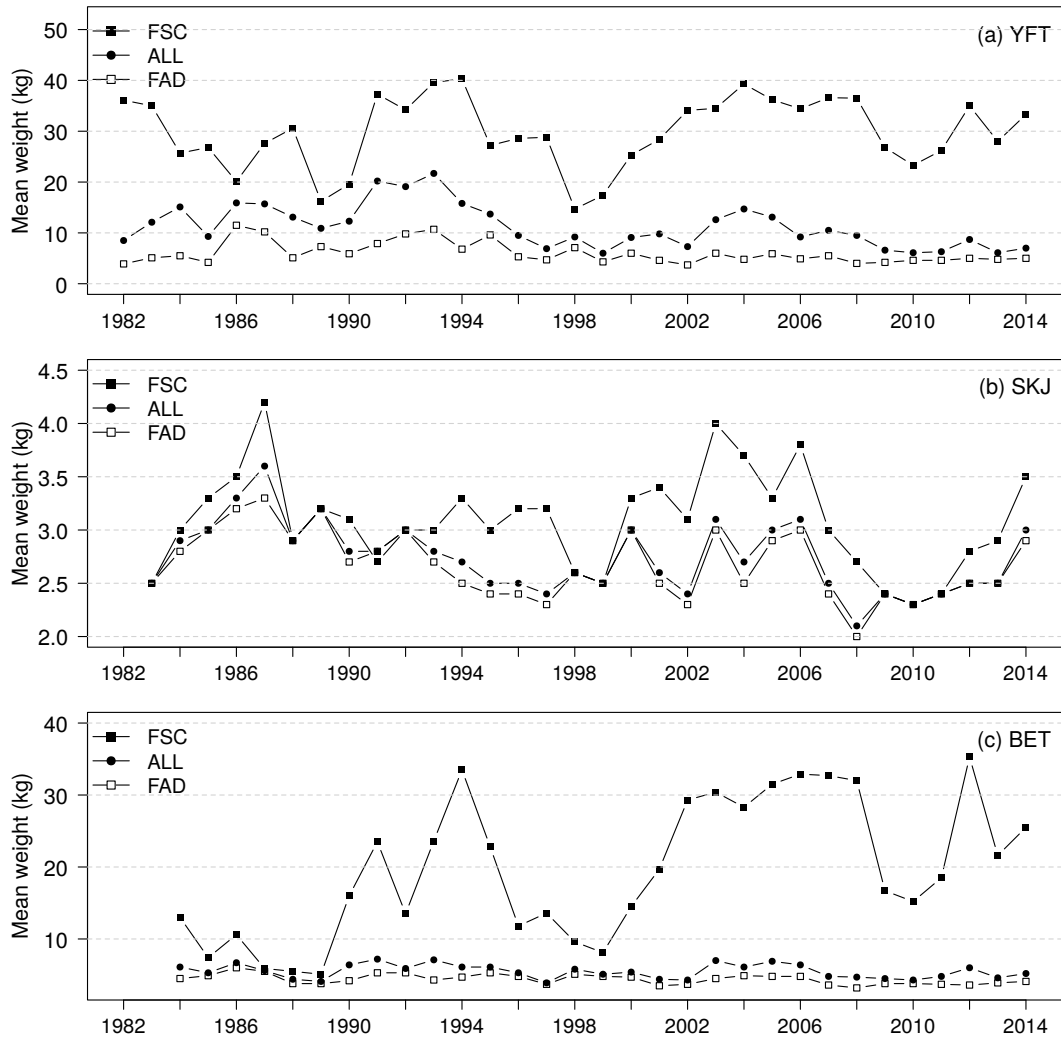 (a) YFT
FSC
ALL
FAD
Mean weight (kg)
50
40
30
20
10
0
1982 1986 1990 1994 1998 2002 2006 2010 2014
(b) SKJ
FSC
ALL
FAD
Mean weight (kg)
4.5
4.0
3.5
3.0
2.5
2.0
1982 1986 1990 1994 1998 2002 2006 2010 2014
(c) BET
FSC
ALL
FAD
Mean weight (kg)
40
30
20
10
1982 1986 1990 1994 1998 2002 2006 2010 2014